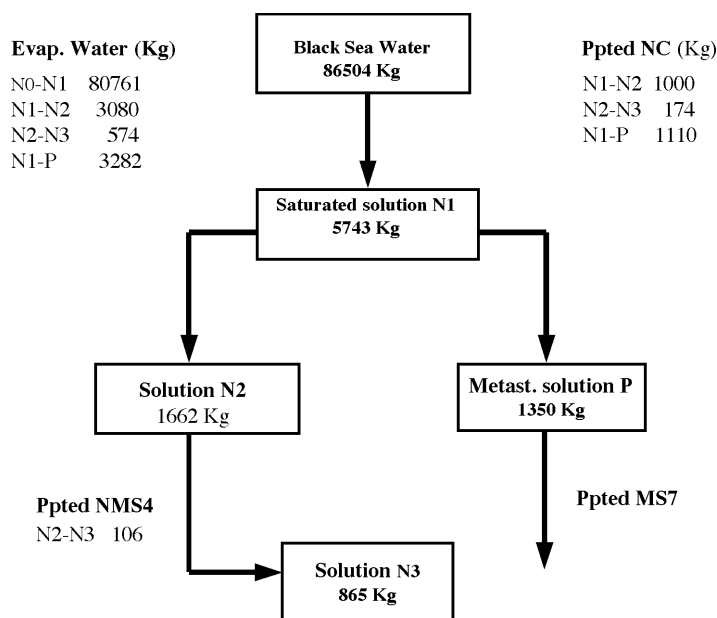 Evap. Water (Kg)
N0-N1 80761
N1-N2 3080
N2-N3 574
N1-P 3282
Black Sea Water
86504 Kg
Ppted NC (Kg)
N1-N2 1000
N2-N3 174
N1-P 1110
Saturated solution N1
5743 Kg
Solution N2
1662 Kg
Metast. solution P
1350 Kg
Ppted NMS4
N2-N3 106
Ppted MS7
Solution N3
865 Kg